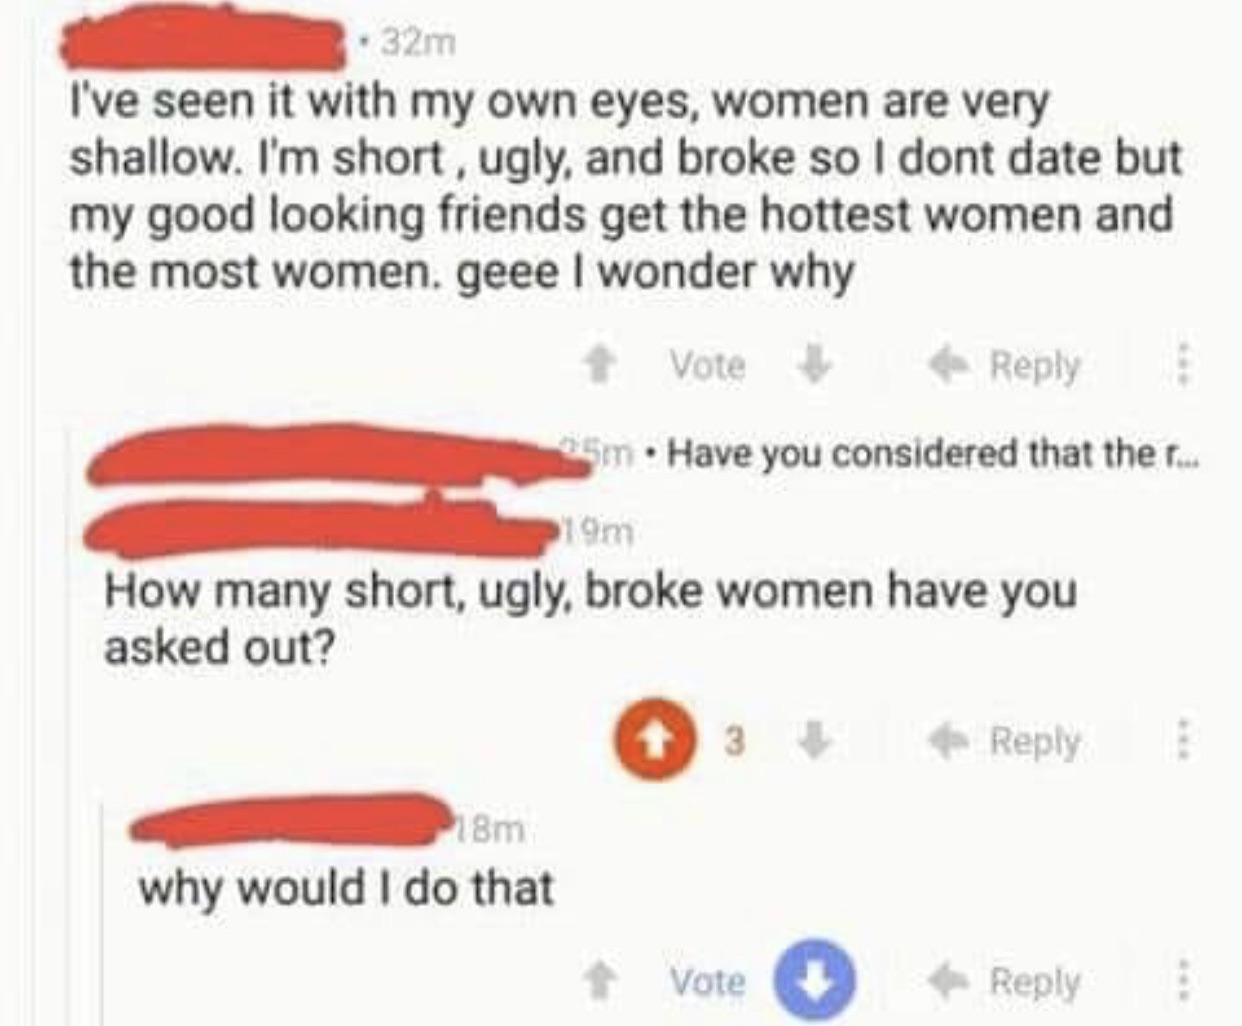 • 32m
I've seen it with my own eyes, women are very
shallow. I'm short , ugly, and broke so I dont date but
my good looking friends get the hottest women and
the most women. geee I wonder why
Vote Reply
25m • Have you considered that the r...
19m
How many short, ugly, broke women have you
asked out?
3 Reply
18m
why would I do that
Vote Reply